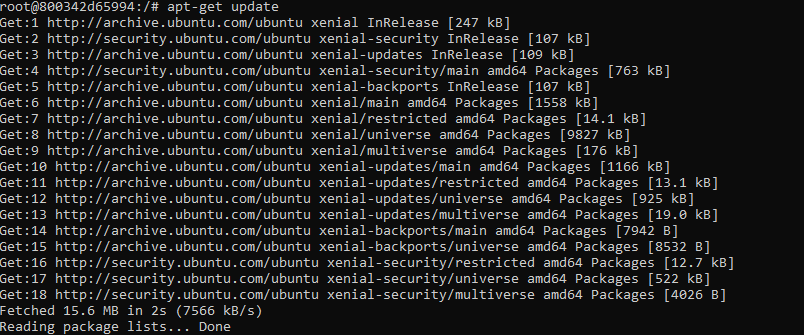 root@800342d65994:/# apt-get update
Get:1 http://archive.ubuntu.com/ubuntu xenial InRelease [247 kB]
Get:2 http://security.ubuntu.com/ubuntu xenial-security InRelease [107 kB]
Get:3 http://archive.ubuntu.com/ubuntu xenial-updates InRelease [109 kB]
Get:4 http://security.ubuntu.com/ubuntu xenial-security/main amd64 Packages [763 kB]
Get:5 http://archive.ubuntu.com/ubuntu xenial-backports InRelease [107 kB]
Get:6 http://archive.ubuntu.com/ubuntu xenial/main amd64 Packages [1558 kB]
Get:7 http://archive.ubuntu.com/ubuntu xenial/restricted amd64 Packages [14.1 kB]
Get:8 http://archive.ubuntu.com/ubuntu xenial/universe amd64 Packages [9827 kB]
Get:9 http://archive.ubuntu.com/ubuntu xenial/multiverse amd64 Packages [176 kB]
Get:10 http://archive.ubuntu.com/ubuntu xenial-updates/main amd64 Packages [1166 kB]
Get:11 http://archive.ubuntu.com/ubuntu xenial-updates/restricted amd64 Packages [13.1 kB]
Get:12 http://archive.ubuntu.com/ubuntu xenial-updates/universe amd64 Packages [925 kB]
Get:13 http://archive.ubuntu.com/ubuntu xenial-updates/multiverse amd64 Packages [19.0 kB]
Get:14 http://archive.ubuntu.com/ubuntu xenial-backports/main amd64 Packages [7942 B]
Get:15 http://archive.ubuntu.com/ubuntu xenial-backports/universe amd64 Packages [8532 B]
Get:16 http://security.ubuntu.com/ubuntu xenial-security/restricted amd64 Packages [12.7 kB]
Get:17 http://security.ubuntu.com/ubuntu xenial-security/universe amd64 Packages [522 kB]
Get:18 http://security.ubuntu.com/ubuntu xenial-security/multiverse amd64 Packages [4026 B]
Fetched 15.6 MB in 2s (7566 kB/s)
Reading package lists... Done